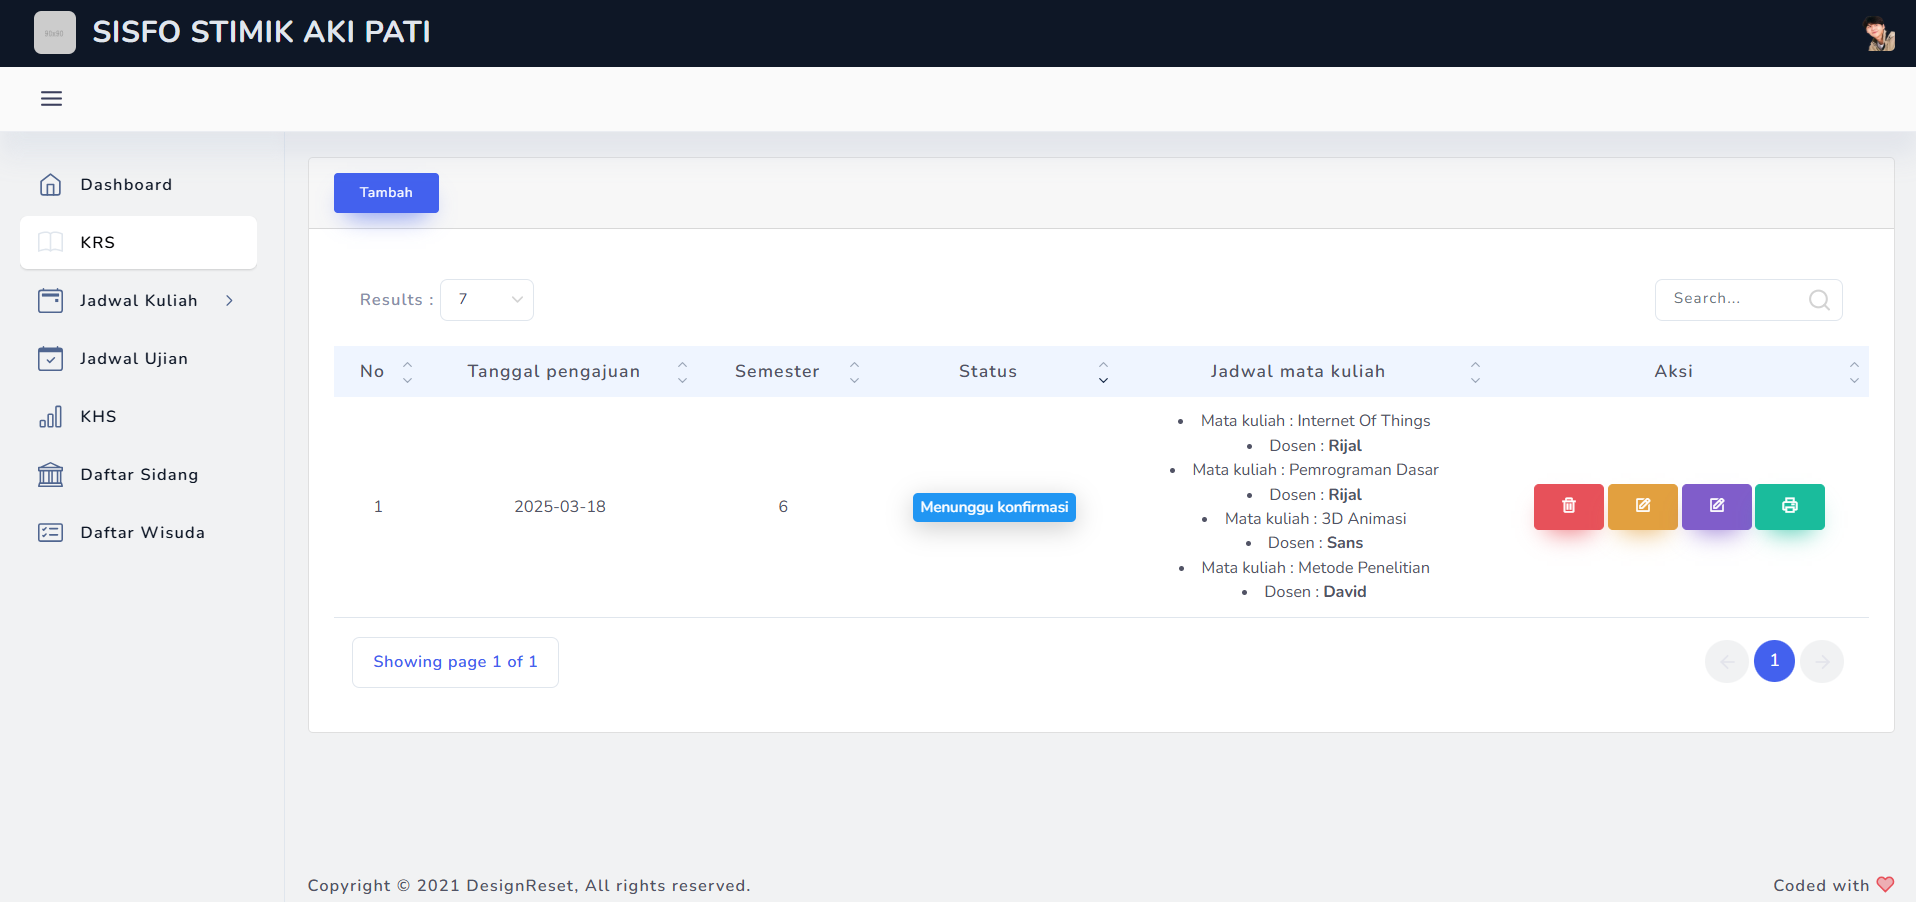 SISFO STIMIK AKI PATI
Dashboard
KRS
Jadwal Kuliah
Jadwal Ujian
KHS
Daftar Sidang
Daftar Wisuda
Tambah
Results : 7
Search...
No Tanggal pengajuan Semester Status Jadwal mata kuliah Aksi
1 2025-03-18 6 Menunggu konfirmasi
• Mata kuliah : Internet Of Things
• Dosen : Rijal
• Mata kuliah : Pemrograman Dasar
• Dosen : Rijal
• Mata kuliah : 3D Animasi
• Dosen : Sans
• Mata kuliah : Metode Penelitian
• Dosen : David
Showing page 1 of 1
1
Copyright © 2021 DesignReset, All rights reserved.
Coded with